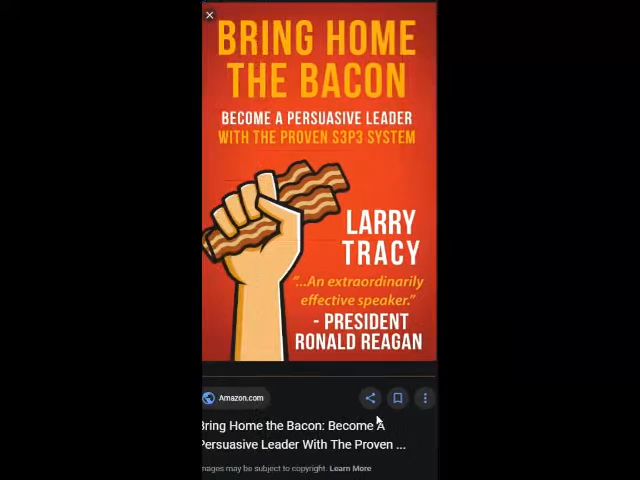 BRING HOME
THE BACON
BECOME A PERSUASIVE LEADER
WITH THE PROVEN S3P3 SYSTEM
LARRY
TRACY
"...An extraordinarily
effective speaker."
- PRESIDENT
RONALD REAGAN
Amazon.com
Bring Home the Bacon: Become A
Persuasive Leader With The Proven ...
mages may be subject to copyright. Learn More